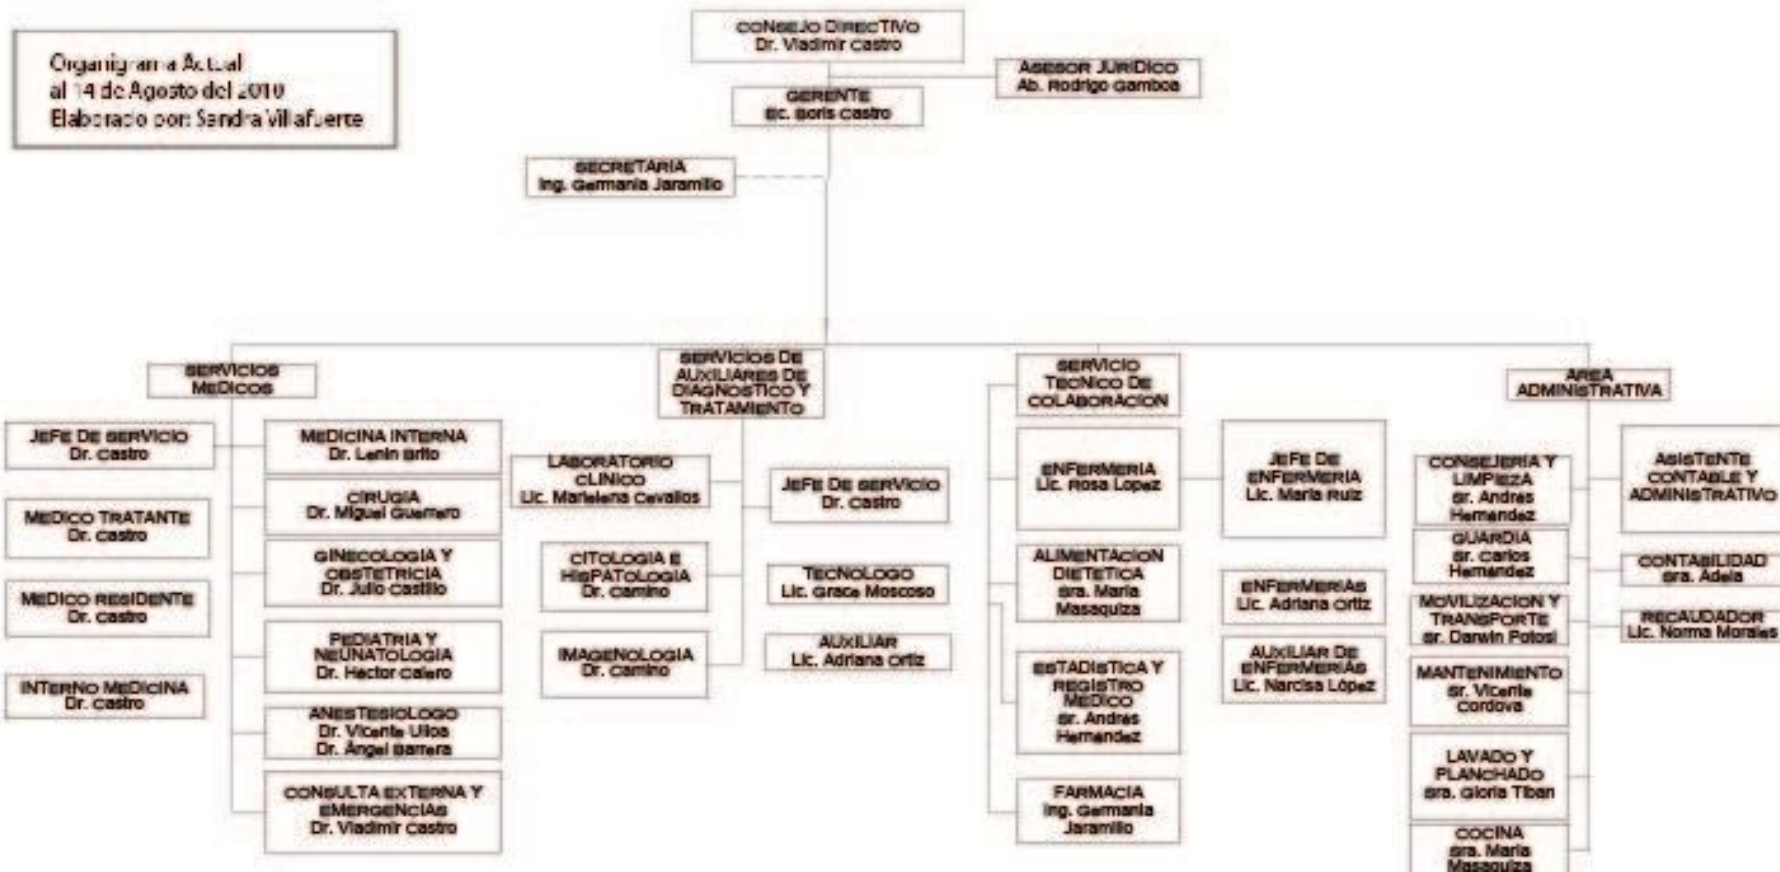 Organigrama Actual
al 14 de Agosto del 2010
Elaborado por: Sandra Villafuerte
CONSEJO DIRECTIVO
Dr. Vladimir Castro
ASESOR JURIDICO
Ab. Rodrigo Gamboa
GERENTE
Ec. Boris Castro
SECRETARIA
Ing. Germania Jaramillo
SERVICIOS
MEDICOS
JEFE DE SERVICIO
Dr. Castro
MEDICO TRATANTE
Dr. Castro
MEDICO RESIDENTE
Dr. Castro
INTERNO MEDICINA
Dr. Castro
MEDICINA INTERNA
Dr. Lenin Brito
CIRUGIA
Dr. Miguel Guerrero
GINECOLOGIA Y
OBSTETRICIA
Dr. Julio Castillo
PEDIATRIA Y
NEUNATOLOGIA
Dr. Hector Calero
ANESTESIOLOGO
Dr. Vicente Ulloa
Dr. Ángel Barrera
CONSULTA EXTERNA Y
EMERGENCIAS
Dr. Vladimir Castro
SERVICIOS DE
AUXILIARES DE
DIAGNOSTICO Y
TRATAMIENTO
LABORATORIO
CLINICO
Lic. Marielena Cevallos
CITOLOGIA E
HISPATOLOGIA
Dr. Camino
IMAGENOLOGIA
Dr. Camino
JEFE DE SERVICIO
Dr. Castro
TECNOLOGO
Lic. Grace Moscoso
AUXILIAR
Lic. Adriana Ortiz
SERVICIO
TECNICO DE
COLABORACION
ENFERMERIA
Lic. Rosa Lopez
ALIMENTACION
DIETETICA
Sra. Maria
Masaquiza
ESTADISTICA Y
REGISTRO
MEDICO
Sr. Andres
Hernandez
FARMACIA
Ing. Germania
Jaramillo
JEFE DE
ENFERMERIA
Lic. Maria Ruiz
ENFERMERIAS
Lic. Adriana Ortiz
AUXILIAR DE
ENFERMERIAS
Lic. Narcisa López
AREA
ADMINISTRATIVA
CONSEJERIA Y
LIMPIEZA
Sr. Andres
Hernandez
GUARDIA
Sr. Carlos
Hernández
MOVILIZACION Y
TRANSPORTE
Sr. Darwin Potosi
MANTENIMIENTO
Sr. Vicente
Cordova
LAVADO Y
PLANCHADO
Sra. Gloria Tiban
COCINA
Sra. Maria
Masaquiza
ASISTENTE
CONTABLE Y
ADMINISTRATIVO
CONTABILIDAD
Sra. Adela
RECAUDADOR
Lic. Norma Morales